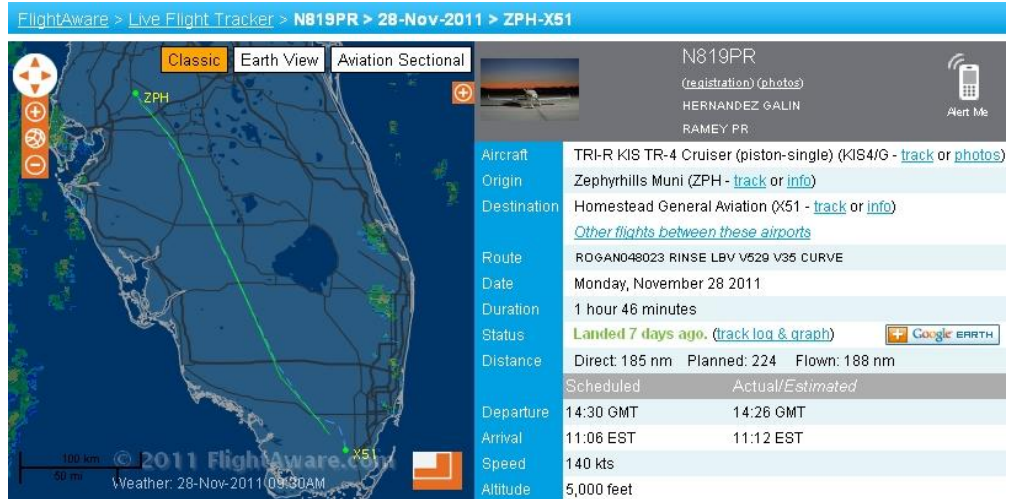 FlightAware > Live Flight Tracker > N819PR > 28-Nov-2011 > ZPH-X51
Classic
Earth View
Aviation Sectional
ZPH
X51
100 km
50 mi
© 2011 FlightAware.com
Weather: 28-Nov-2011 09:30AM
N819PR
(registration) (photos)
HERNANDEZ GALIN
RAMEY PR
Alert Me
Aircraft TRI-R KIS TR-4 Cruiser (piston-single) (KIS4/G - track or photos)
Origin Zephyrhills Muni (ZPH - track or info)
Destination Homestead General Aviation (X51 - track or info)
Other flights between these airports
Route ROGAN048023 RINSE LBV V529 V35 CURVE
Date Monday, November 28 2011
Duration 1 hour 46 minutes
Status Landed 7 days ago. (track log & graph) Google EARTH
Distance Direct: 185 nm Planned: 224 Flown: 188 nm
Scheduled Actual/Estimated
Departure 14:30 GMT 14:26 GMT
Arrival 11:06 EST 11:12 EST
Speed 140 kts
Altitude 5,000 feet